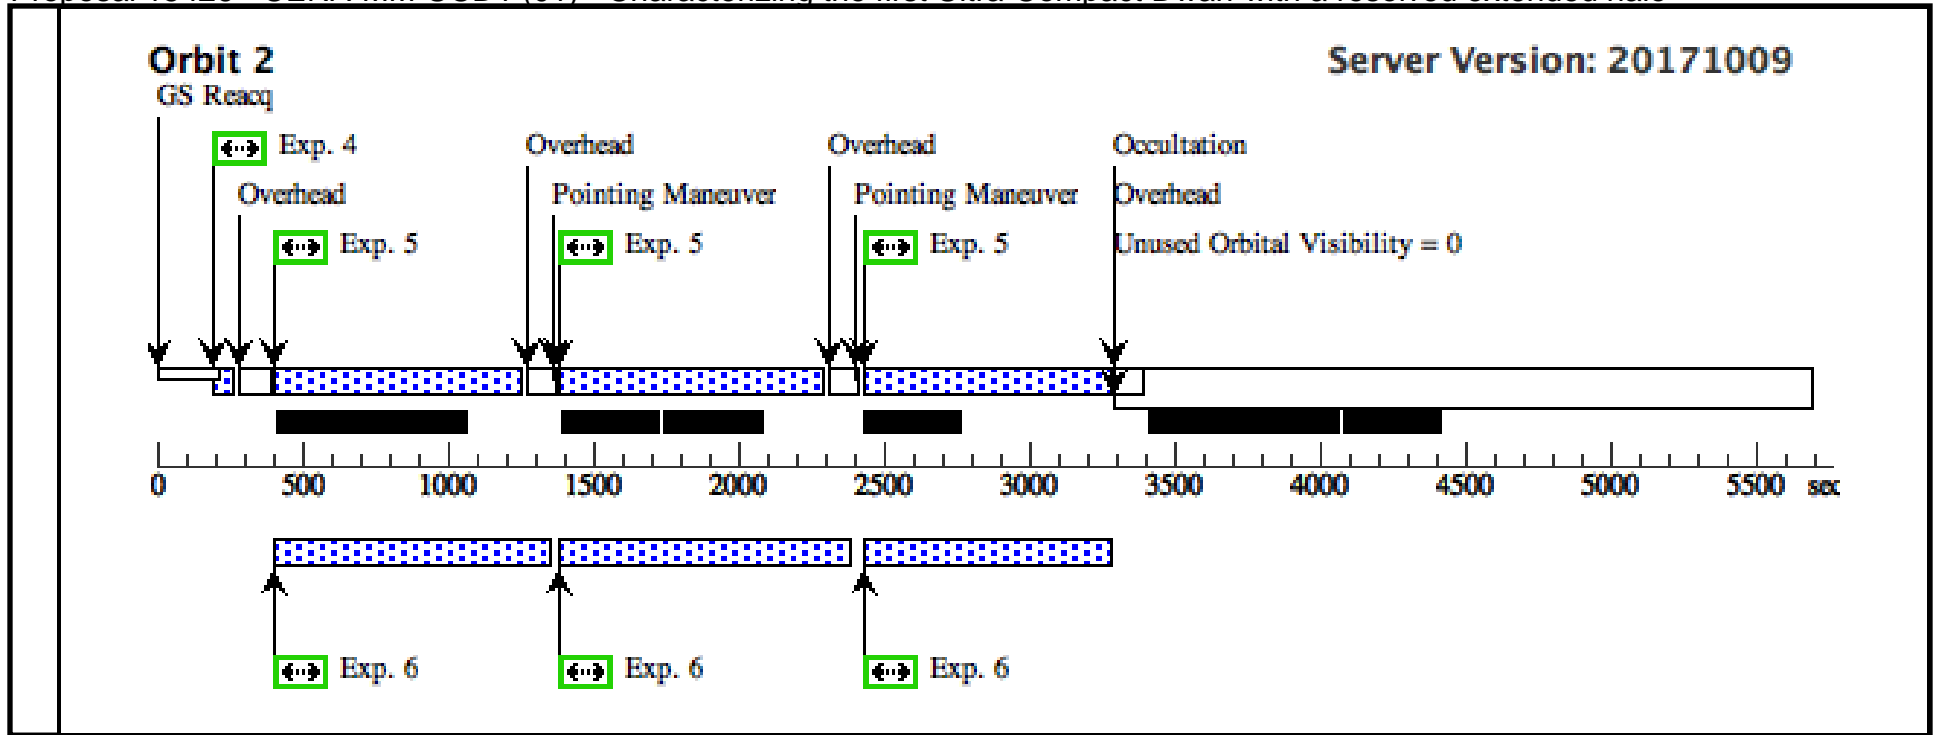 Orbit 2 Server Version: 20171009
GS Reacq
Exp. 4 Overhead Overhead Occultation
Overhead Pointing Maneuver Pointing Maneuver Overhead
Exp. 5 Exp. 5 Exp. 5 Unused Orbital Visibility = 0
0 500 1000 1500 2000 2500 3000 3500 4000 4500 5000 5500 sec
Exp. 6 Exp. 6 Exp. 6